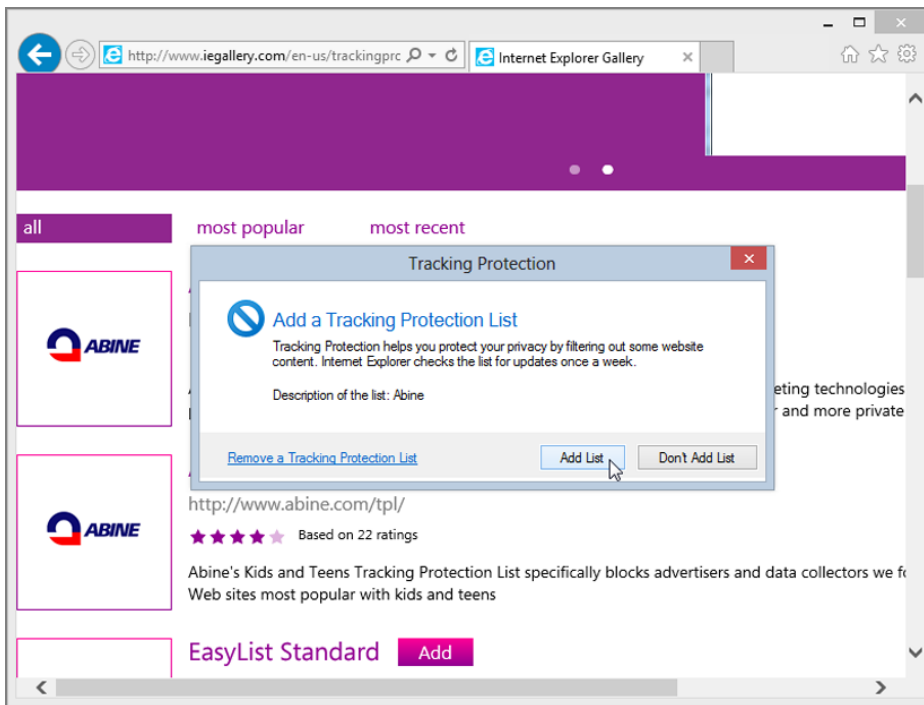 http://www.iegallery.com/en-us/trackingprc
Internet Explorer Gallery
all
most popular
most recent
Tracking Protection
Add a Tracking Protection List
Tracking Protection helps you protect your privacy by filtering out some website
content. Internet Explorer checks the list for updates once a week.
Description of the list: Abine
Remove a Tracking Protection List
Add List
Don't Add List
ABINE
eting technologies
and more private
ABINE
http://www.abine.com/tpl/
Based on 22 ratings
Abine's Kids and Teens Tracking Protection List specifically blocks advertisers and data collectors we fo
Web sites most popular with kids and teens
EasyList Standard
Add